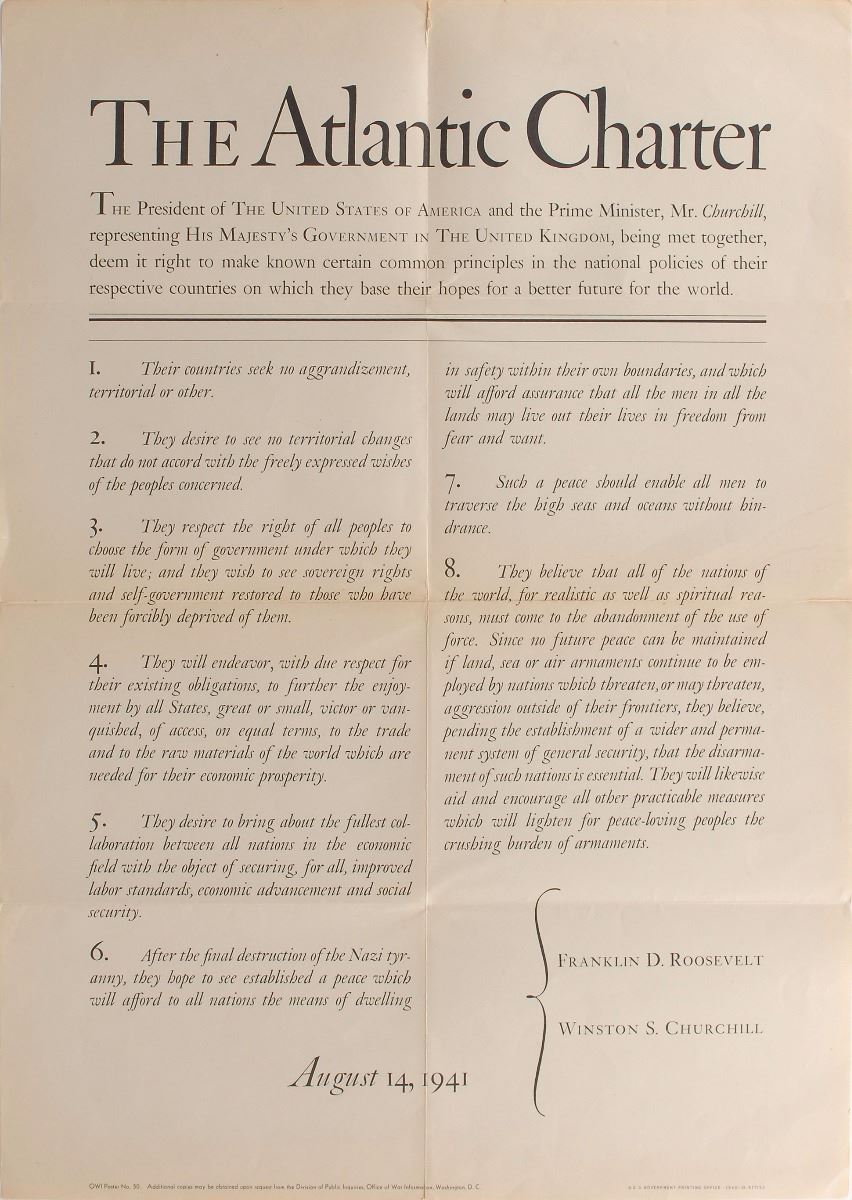 THE Atlantic Charter
THE President of THE UNITED STATES OF AMERICA and the Prime Minister, Mr. Churchill,
representing HIS MAJESTY'S GOVERNMENT IN THE UNITED KINGDOM, being met together,
deem it right to make known certain common principles in the national policies of their
respective countries on which they base their hopes for a better future for the world.
1. Their countries seek no aggrandizement,
territorial or other.
2. They desire to see no territorial changes
that do not accord with the freely expressed wishes
of the peoples concerned.
3. They respect the right of all peoples to
choose the form of government under which they
will live; and they wish to see sovereign rights
and self-government restored to those who have
been forcibly deprived of them.
4. They will endeavor, with due respect for
their existing obligations, to further the enjoy-
ment by all States, great or small, victor or van-
quished, of access, on equal terms, to the trade
and to the raw materials of the world which are
needed for their economic prosperity.
5. They desire to bring about the fullest col-
laboration between all nations in the economic
field with the object of securing, for all, improved
labor standards, economic advancement and social
security.
6. After the final destruction of the Nazi tyr-
anny, they hope to see established a peace which
will afford to all nations the means of dwelling
in safety within their own boundaries, and which
will afford assurance that all the men in all the
lands may live out their lives in freedom from
fear and want.
7. Such a peace should enable all men to
traverse the high seas and oceans without hin-
drance.
8. They believe that all of the nations of
the world, for realistic as well as spiritual rea-
sons, must come to the abandonment of the use of
force. Since no future peace can be maintained
if land, sea or air armaments continue to be em-
ployed by nations which threaten, or may threaten,
aggression outside of their frontiers, they believe,
pending the establishment of a wider and perma-
nent system of general security, that the disarma-
ment of such nations is essential. They will likewise
aid and encourage all other practicable measures
which will lighten for peace-loving peoples the
crushing burden of armaments.
FRANKLIN D. ROOSEVELT
WINSTON S. CHURCHILL
August 14, 1941
OWI Poster No. 50. Additional copies may be obtained upon request from the Division of Public Inquiries, Office of War Information, Washington, D. C.
U.S. GOVERNMENT PRINTING OFFICE